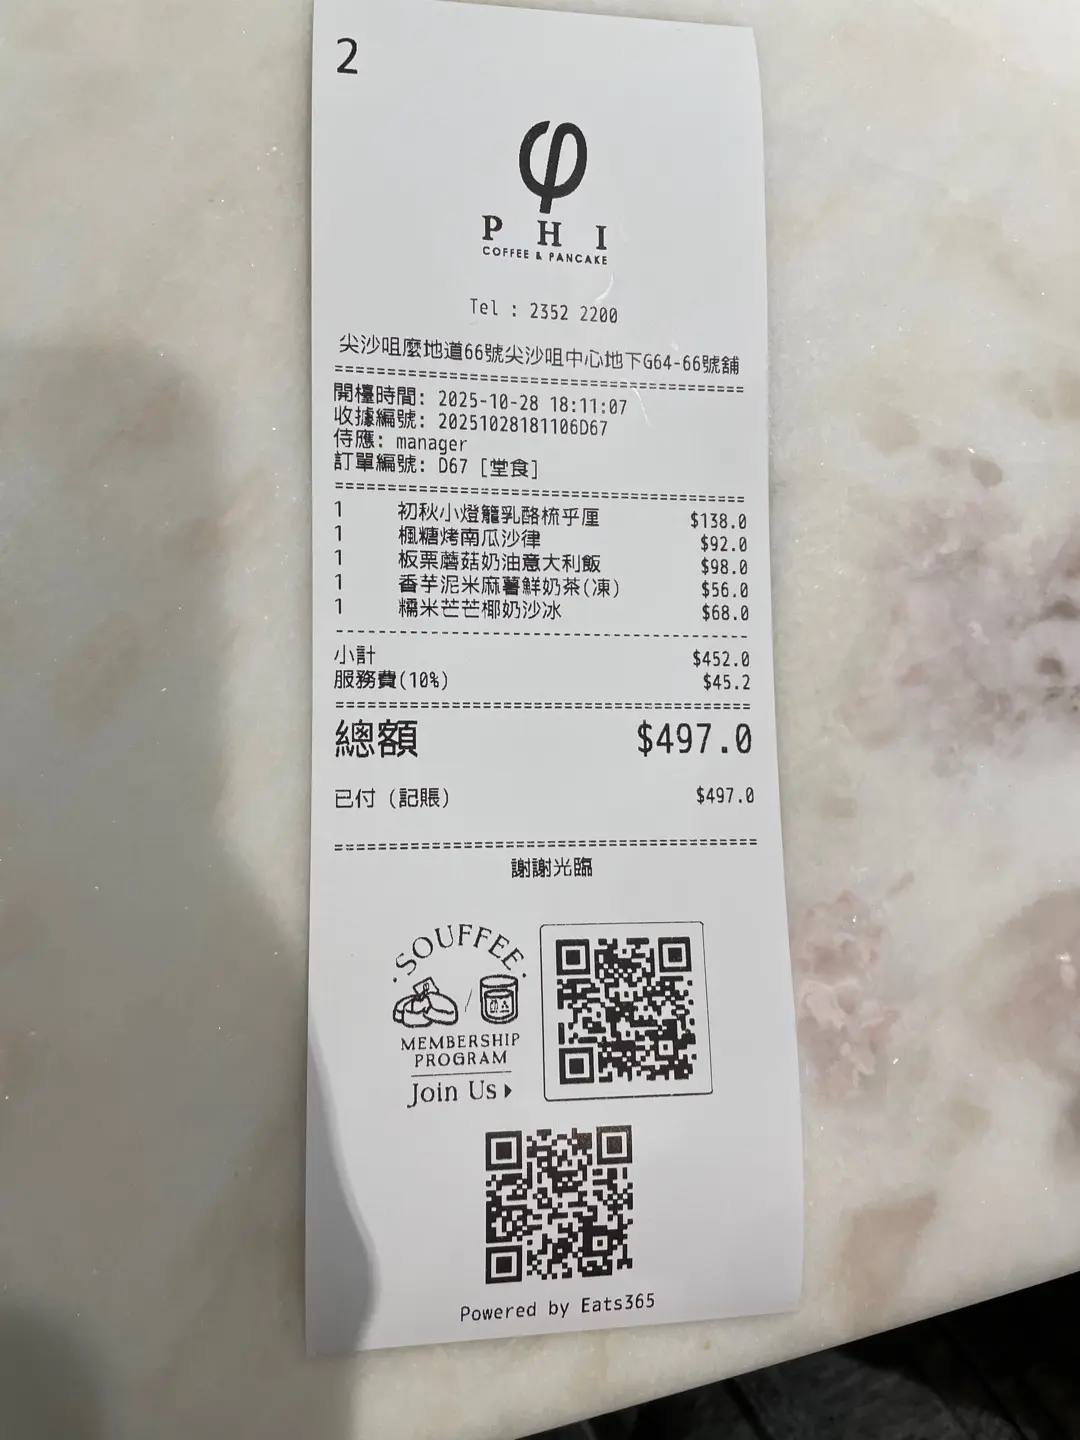 2
φ
PHI
COFFEE & PANCAKE
Tel : 2352 2200
尖沙咀麼地道66號尖沙咀中心地下G64-66號舖
================================================
開檯時間: 2025-10-28 18:11:07
收據編號: 20251028181106D67
侍應: manager
訂單編號: D67 [堂食]
================================================
1 初秋小燈籠乳酪梳乎厘 $138.0
1 楓糖烤南瓜沙律 $92.0
1 板栗蘑菇奶油意大利飯 $98.0
1 香芋泥米麻薯鮮奶茶(凍) $56.0
1 糯米芒芒椰奶沙冰 $68.0
------------------------------------------------
小計 $452.0
服務費(10%) $45.2
================================================
總額 $497.0
已付 (記賬) $497.0
================================================
謝謝光臨
·SOUFFEE·
MEMBERSHIP
PROGRAM
Join Us
Powered by Eats365